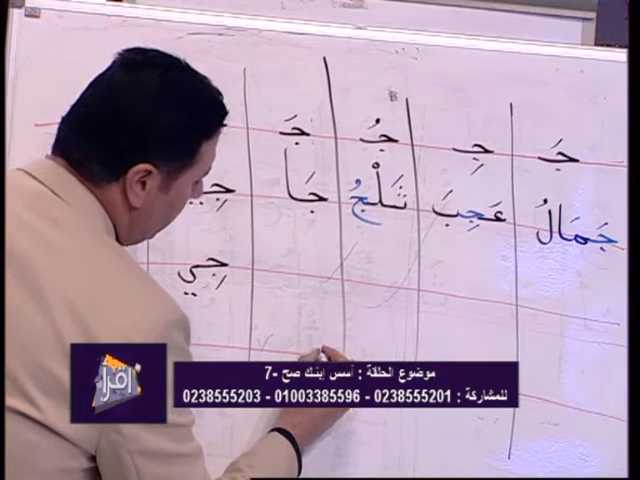 جَ جِ جُ جَ
جَمَالُ عَجِبَ ثَلْجُ جَا جِي
جِي
اقرأ
موضوع الحلقة : أسس إبنك صح -7
للمشاركة : 0238555201 - 01003385596 - 0238555203